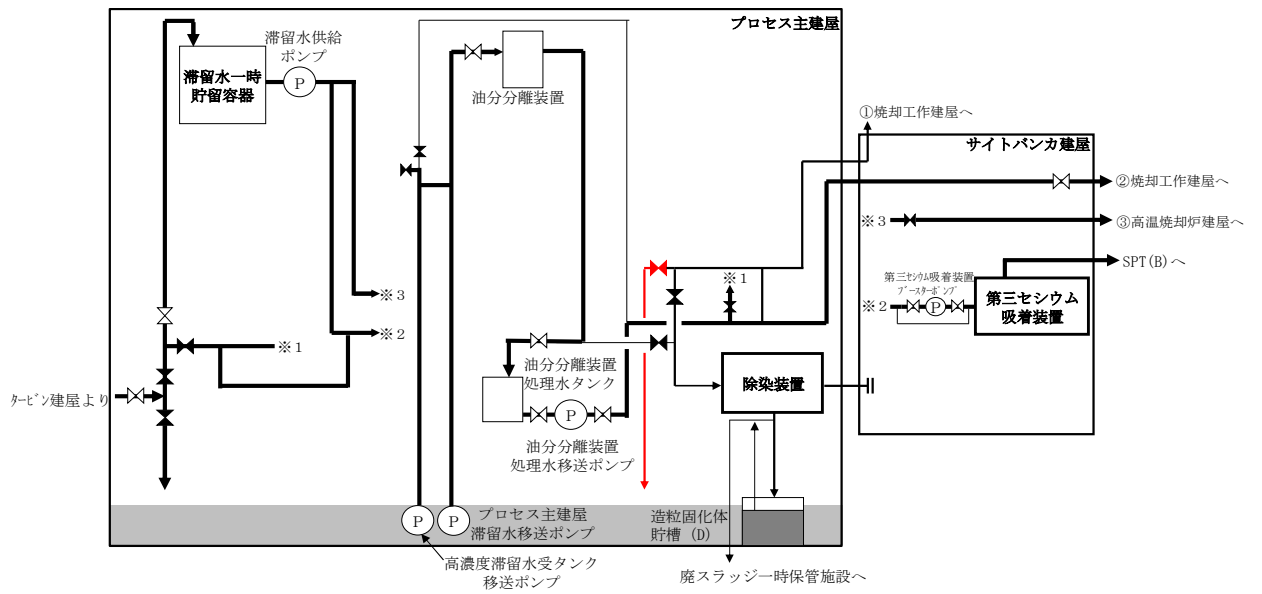 プロセス主建屋
滞留水供給
ポンプ
滞留水一時
貯留容器
P
油分分離装置
①焼却工作建屋へ
サイトバンカ建屋
②焼却工作建屋へ
※3
③高温焼却炉建屋へ
SPT(B)へ
※1
第三セシウム吸着装置
ブースターポンプ
※3
※2
P
第三セシウム
吸着装置
※2
※1
油分分離装置
処理水タンク
除染装置
タービン建屋より
P
油分分離装置
処理水移送ポンプ
P
P
プロセス主建屋
滞留水移送ポンプ
造粒固化体
貯槽(D)
高濃度滞留水受タンク
移送ポンプ
廃スラッジ一時保管施設へ